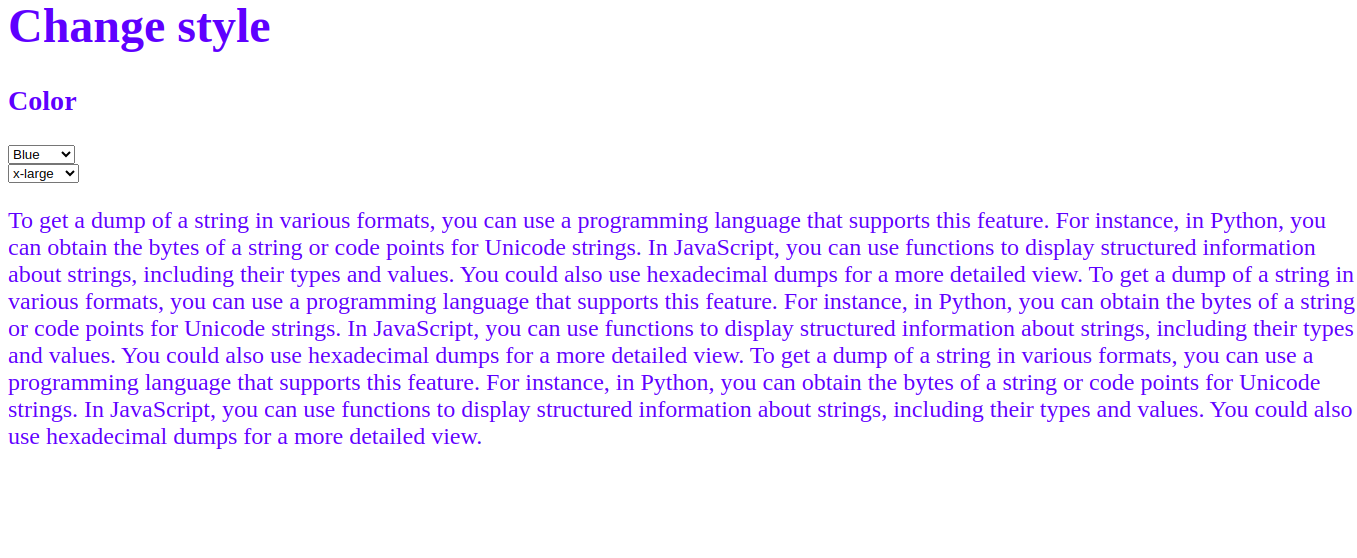 Change style
Color
Blue
x-large
To get a dump of a string in various formats, you can use a programming language that supports this feature. For instance, in Python, you
can obtain the bytes of a string or code points for Unicode strings. In JavaScript, you can use functions to display structured information
about strings, including their types and values. You could also use hexadecimal dumps for a more detailed view. To get a dump of a string in
various formats, you can use a programming language that supports this feature. For instance, in Python, you can obtain the bytes of a string
or code points for Unicode strings. In JavaScript, you can use functions to display structured information about strings, including their types
and values. You could also use hexadecimal dumps for a more detailed view. To get a dump of a string in various formats, you can use a
programming language that supports this feature. For instance, in Python, you can obtain the bytes of a string or code points for Unicode
strings. In JavaScript, you can use functions to display structured information about strings, including their types and values. You could also
use hexadecimal dumps for a more detailed view.